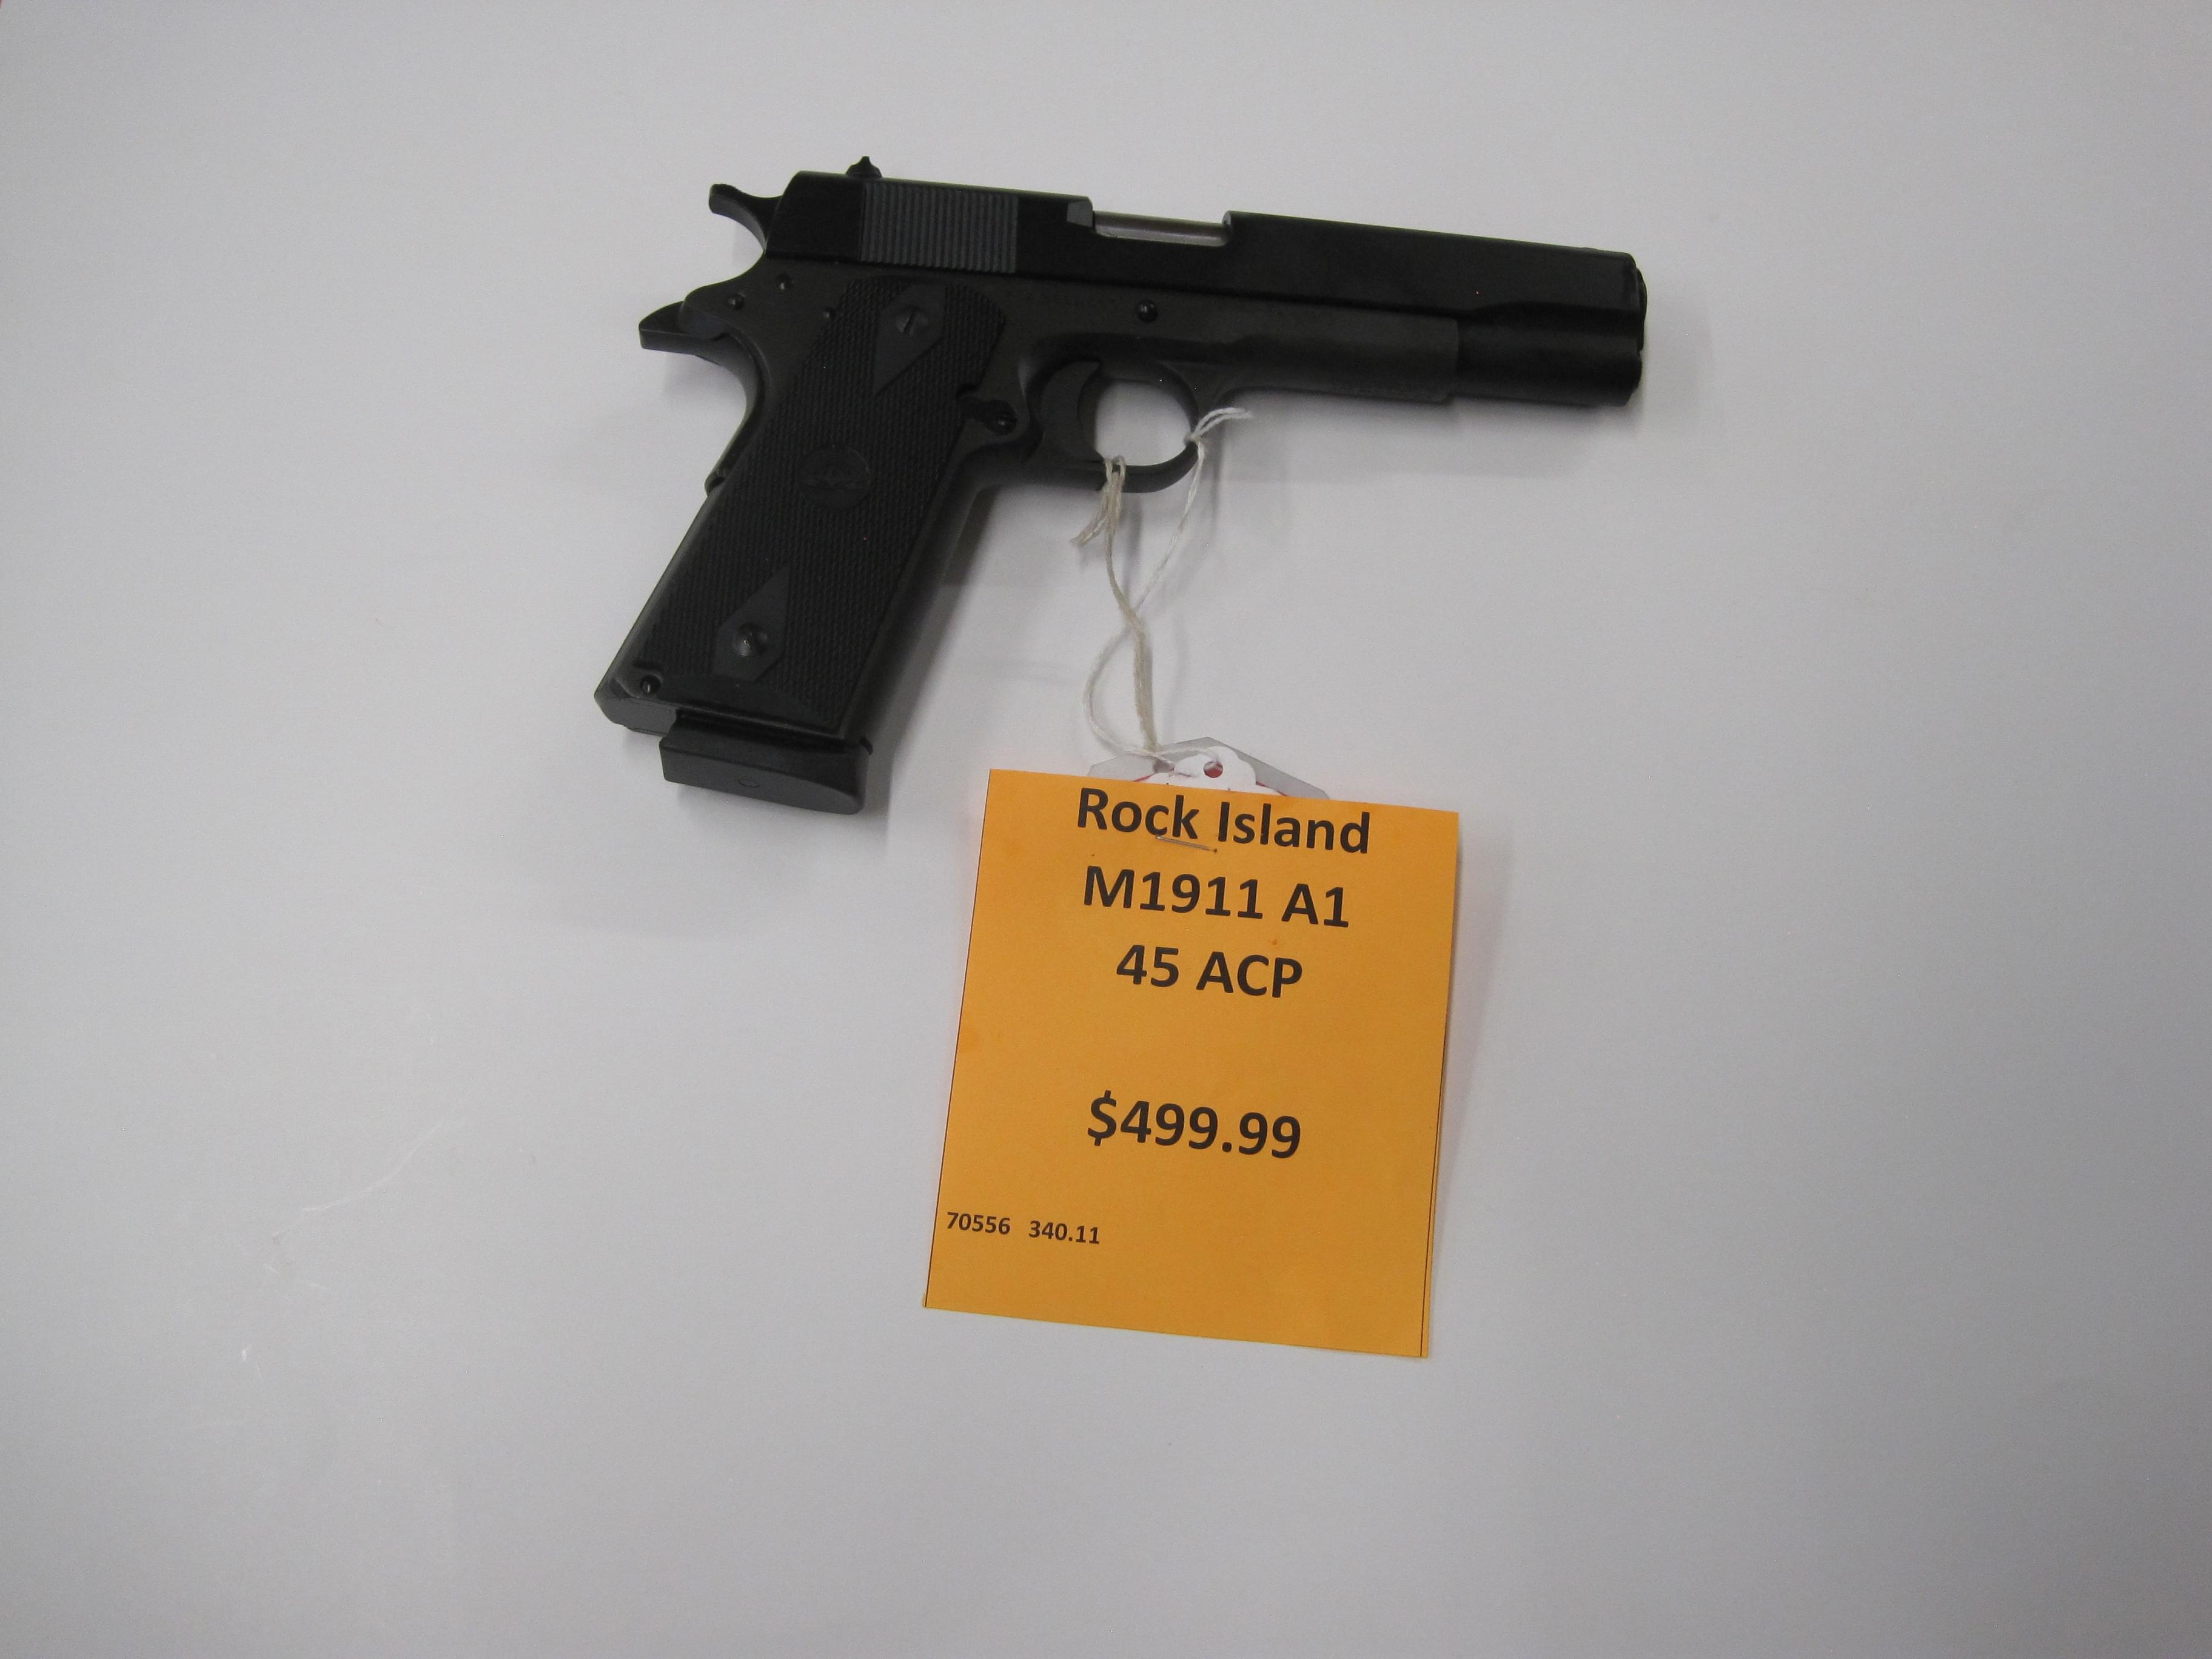 Rock Island
M1911 A1
45 ACP
$499.99
70556 340.11